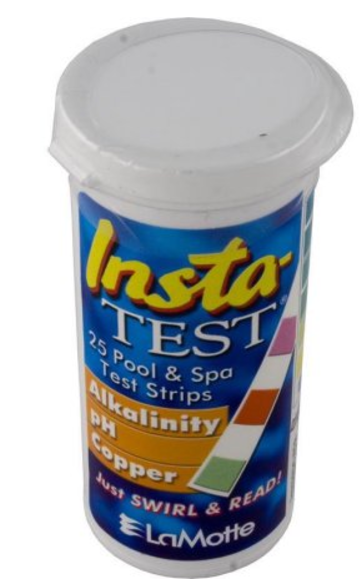 Insta-
TEST®
25 Pool & Spa
Test Strips
Alkalinity
pH
Copper
Just SWIRL & READ!
LaMotte